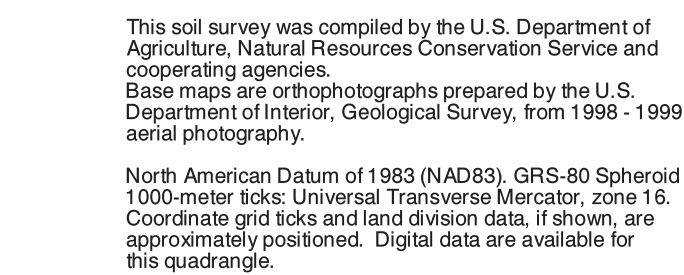 This soil survey was compiled by the U.S. Department of
Agriculture, Natural Resources Conservation Service and
cooperating agencies.
Base maps are orthophotographs prepared by the U.S.
Department of Interior, Geological Survey, from 1998 - 1999
aerial photography.
North American Datum of 1983 (NAD83). GRS-80 Spheroid
1000-meter ticks: Universal Transverse Mercator, zone 16.
Coordinate grid ticks and land division data, if shown, are
approximately positioned.  Digital data are available for
this quadrangle.